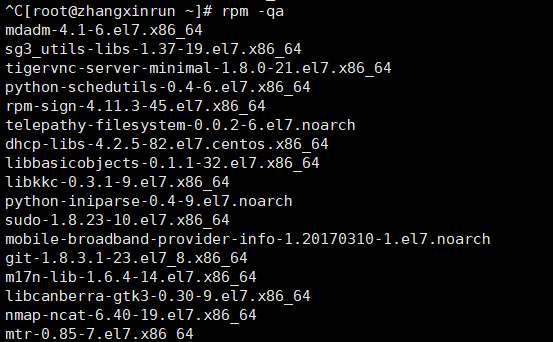 ^C[root@zhangxinrun ~]# rpm -qa
mdadm-4.1-6.el7.x86_64
sg3_utils-libs-1.37-19.el7.x86_64
tigervnc-server-minimal-1.8.0-21.el7.x86_64
python-schedutils-0.4-6.el7.x86_64
rpm-sign-4.11.3-45.el7.x86_64
telepathy-filesystem-0.0.2-6.el7.noarch
dhcp-libs-4.2.5-82.el7.centos.x86_64
libbasicobjects-0.1.1-32.el7.x86_64
libkkc-0.3.1-9.el7.x86_64
python-iniparse-0.4-9.el7.noarch
sudo-1.8.23-10.el7.x86_64
mobile-broadband-provider-info-1.20170310-1.el7.noarch
git-1.8.3.1-23.el7_8.x86_64
m17n-lib-1.6.4-14.el7.x86_64
libcanberra-gtk3-0.30-9.el7.x86_64
nmap-ncat-6.40-19.el7.x86_64
mtr-0.85-7.el7.x86_64